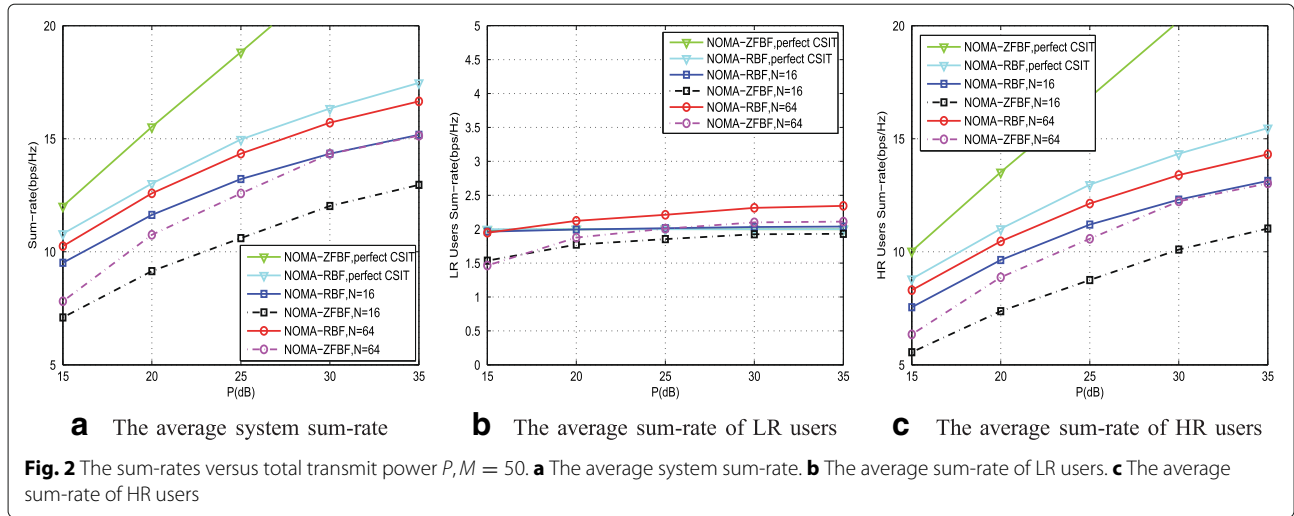 20
15
10
5
Sum-rate(bps/Hz)
NOMA-ZFBF,perfect CSIT
NOMA-RBF,perfect CSIT
NOMA-RBF,N=16
NOMA-ZFBF,N=16
NOMA-RBF,N=64
NOMA-ZFBF,N=64
15 20 25 30 35
P(dB)
a The average system sum-rate
5
4.5
4
3.5
3
2.5
2
1.5
1
0.5
0
LR Users Sum-rate(bps/Hz)
NOMA-ZFBF,perfect CSIT
NOMA-RBF,perfect CSIT
NOMA-RBF,N=16
NOMA-ZFBF,N=16
NOMA-RBF,N=64
NOMA-ZFBF,N=64
15 20 25 30 35
P(dB)
b The average sum-rate of LR users
20
15
10
5
HR Users Sum-rate(bps/Hz)
NOMA-ZFBF,perfect CSIT
NOMA-RBF,perfect CSIT
NOMA-RBF,N=16
NOMA-ZFBF,N=16
NOMA-RBF,N=64
NOMA-ZFBF,N=64
15 20 25 30 35
P(dB)
c The average sum-rate of HR users
Fig. 2 The sum-rates versus total transmit power P, M = 50. a The average system sum-rate. b The average sum-rate of LR users. c The average
sum-rate of HR users